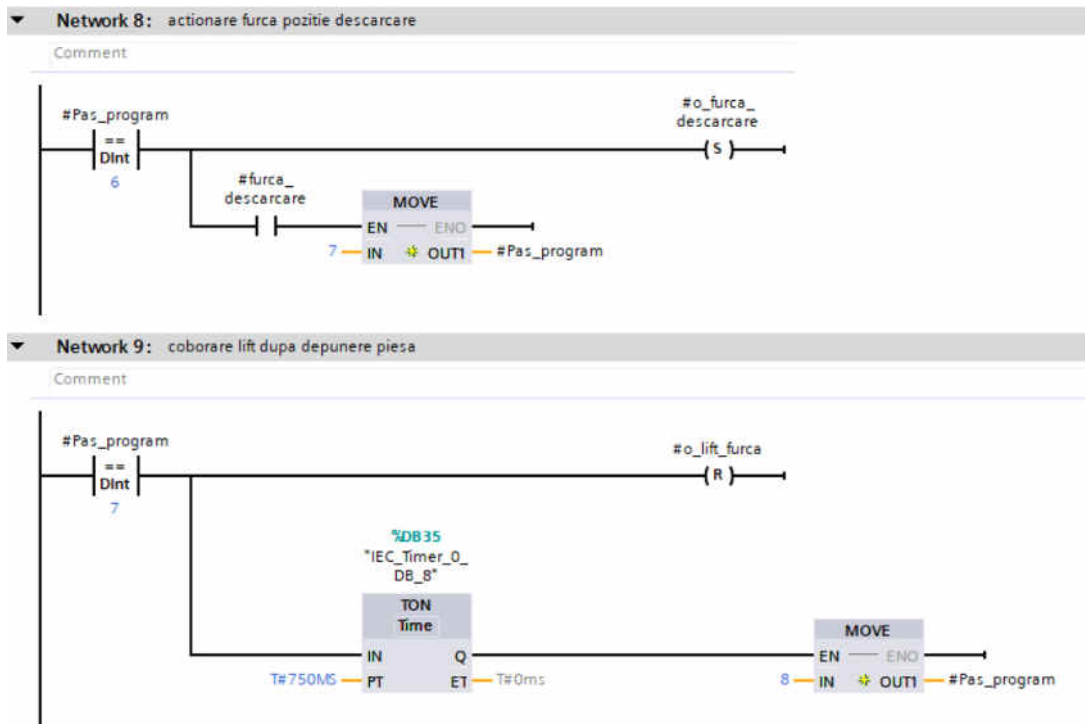 Network 8: actionare furca pozitie descarcare
Comment
#Pas_program
==
DInt
6
#o_furca_
descarcare
S
#furca_
descarcare
MOVE
EN ENO
7 IN OUT1 #Pas_program
Network 9: coborare lift dupa depunere piesa
Comment
#Pas_program
==
DInt
7
#o_lift_furca
R
%DB35
"IEC_Timer_0_
DB_8"
TON
Time
IN Q
T#750MS PT ET T#0ms
MOVE
EN ENO
8 IN OUT1 #Pas_program